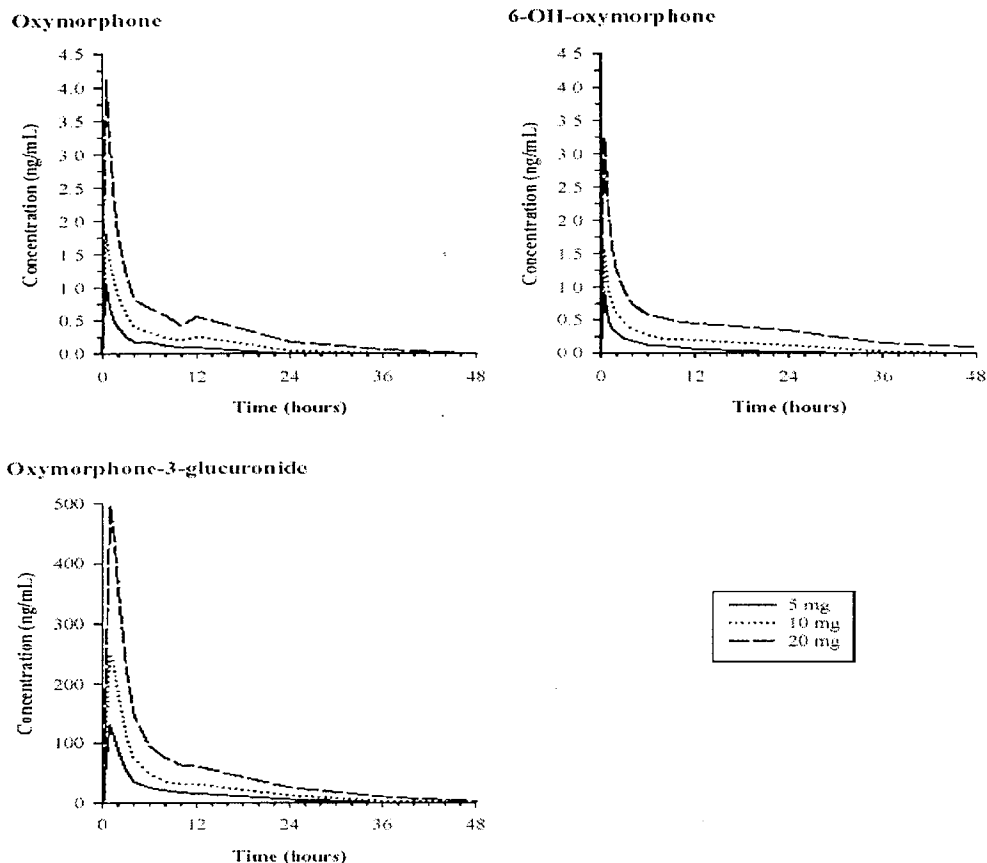 Oxymorphone
4.5
4.0
3.5
3.0
2.5
2.0
1.5
1.0
0.5
0.0
Concentration (ng/mL)
0 12 24 36 48
Time (hours)
6-OH-oxymorphone
4.5
4.0
3.5
3.0
2.5
2.0
1.5
1.0
0.5
0.0
Concentration (ng/mL)
0 12 24 36 48
Time (hours)
Oxymorphone-3-glucuronide
500
400
300
200
100
0
Concentration (ng/mL)
0 12 24 36 48
Time (hours)
5 mg
10 mg
20 mg